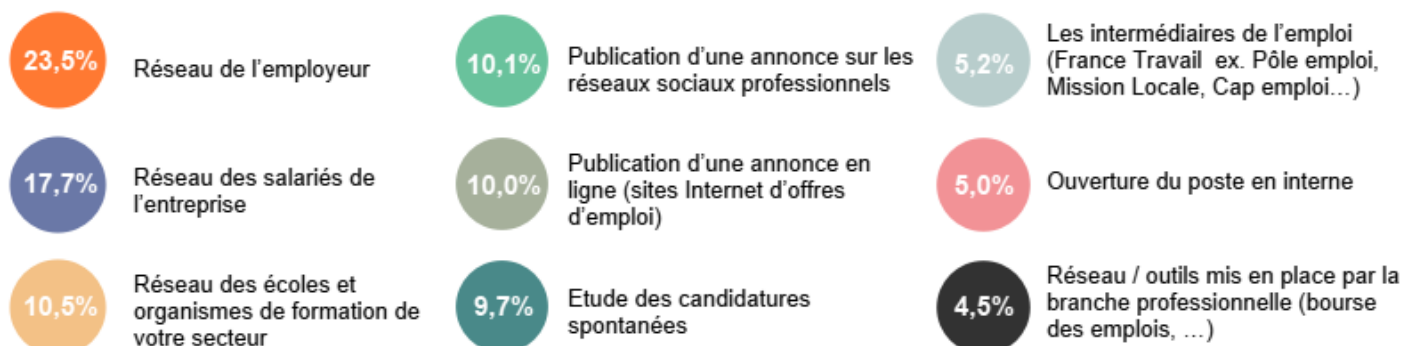 23,5%
Réseau de l’employeur
17,7%
Réseau des salariés de
l’entreprise
10,5%
Réseau des écoles et
organismes de formation de
votre secteur
10,1%
Publication d’une annonce sur les
réseaux sociaux professionnels
10,0%
Publication d’une annonce en
ligne (sites Internet d’offres
d’emploi)
9,7%
Etude des candidatures
spontanées
5,2%
Les intermédiaires de l’emploi
(France Travail ex. Pôle emploi,
Mission Locale, Cap emploi…)
5,0%
Ouverture du poste en interne
4,5%
Réseau / outils mis en place par la
branche professionnelle (bourse
des emplois, …)